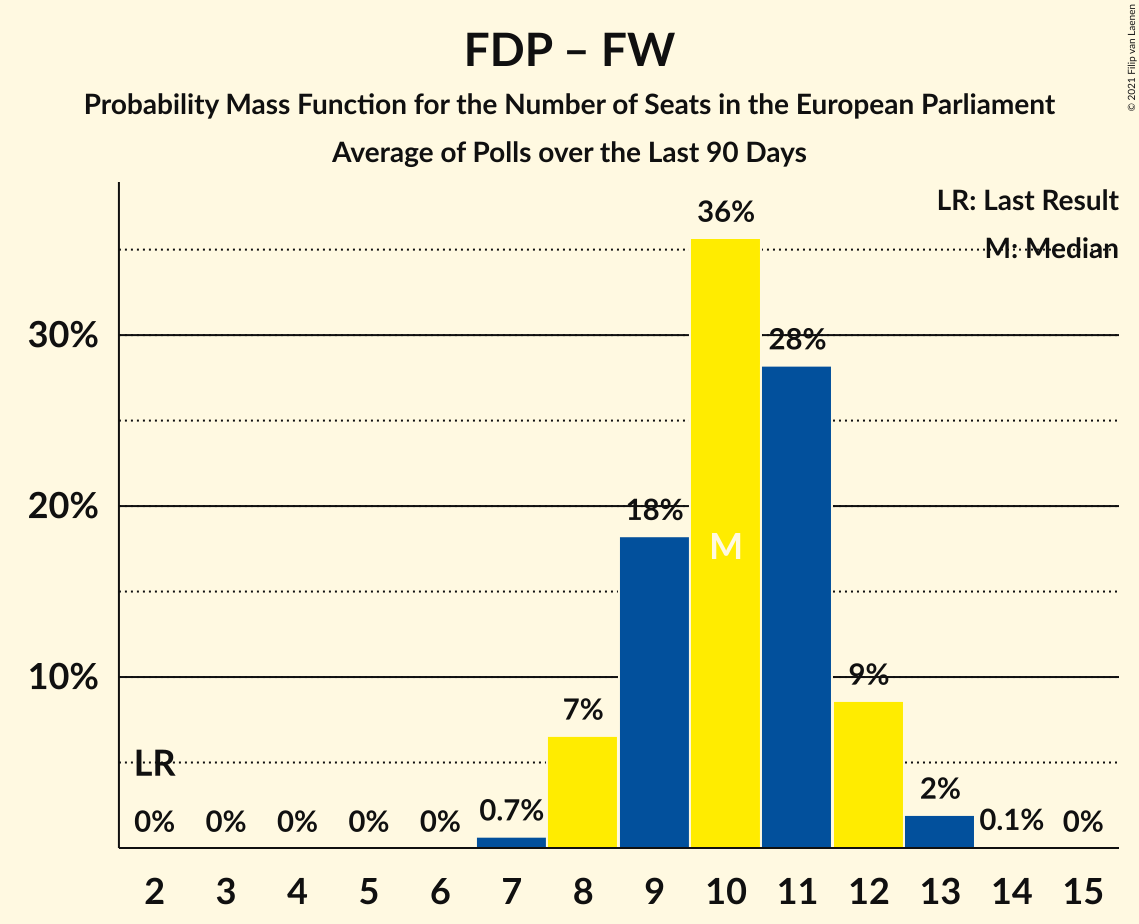 FDP – FW
Probability Mass Function for the Number of Seats in the European Parliament
Average of Polls over the Last 90 Days
© 2021 Filip van Laenen
LR: Last Result
M: Median
36%
30%
28%
20%
18%
M
10%
9%
7%
LR
2%
0% 0% 0% 0% 0% 0.7% 0.1% 0%
2 3 4 5 6 7 8 9 10 11 12 13 14 15